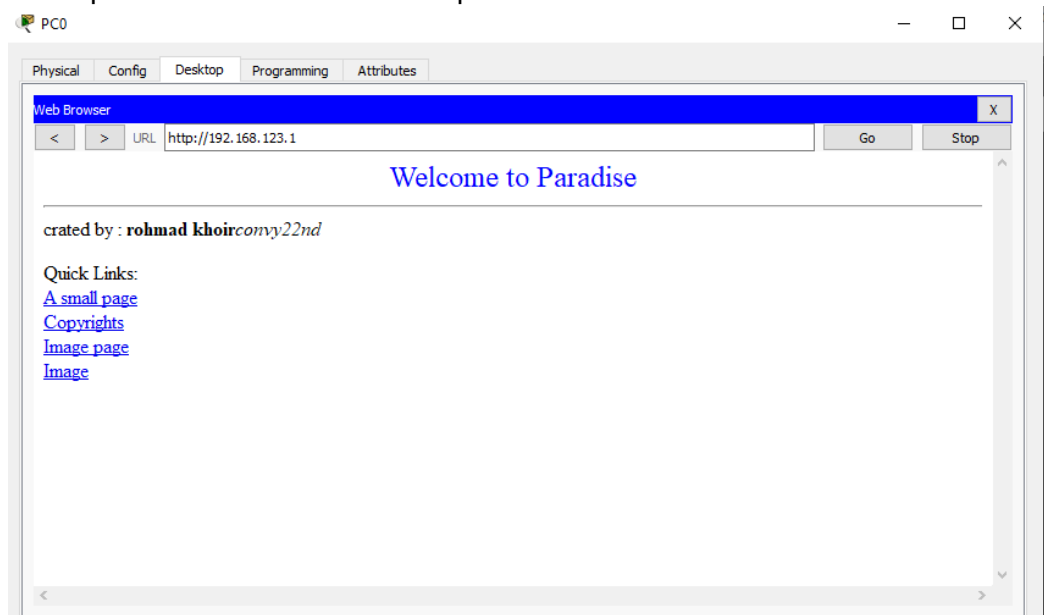 PC0
Physical Config Desktop Programming Attributes
Web Browser X
< > URL http://192.168.123.1 Go Stop
Welcome to Paradise
crated by : rohmad khoirconvy22nd
Quick Links:
A small page
Copyrights
Image page
Image